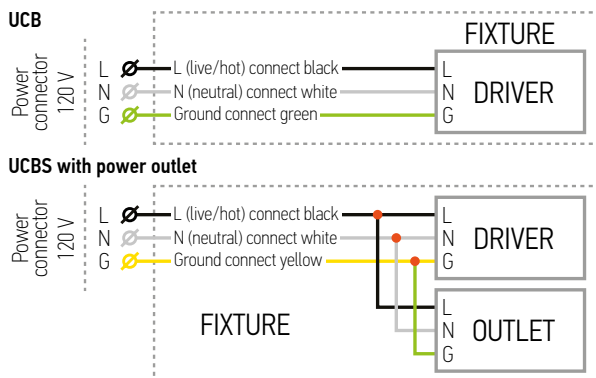 UCB
FIXTURE
Power
connector
120 V
L
N
G
L (live/hot) connect black
N (neutral) connect white
Ground connect green
L
N
G
DRIVER
UCBS with power outlet
Power
connector
120 V
L
N
G
L (live/hot) connect black
N (neutral) connect white
Ground connect yellow
L
N
G
DRIVER
FIXTURE
L
N
G
OUTLET